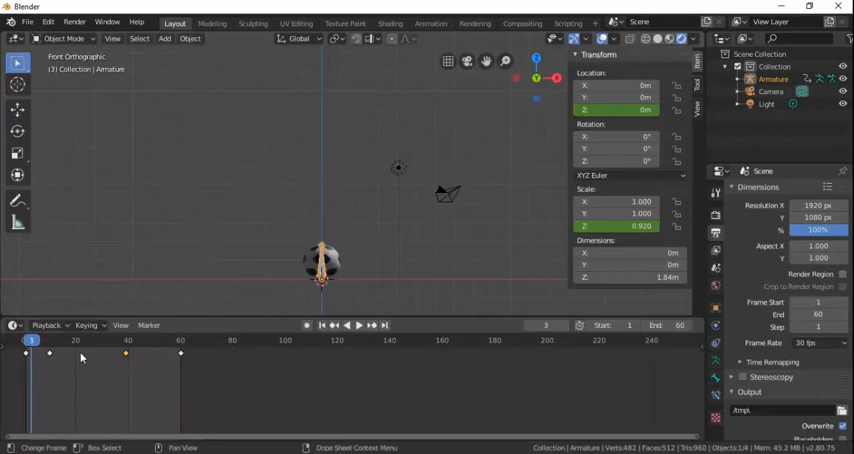 Blender
File Edit Render Window Help Layout Modeling Sculpting UV Editing Texture Paint Shading Animation Rendering Compositing Scripting + Scene View Layer
Object Mode View Select Add Object Global
Front Orthographic
(3) Collection | Armature
Z
Y
X
Transform
Location:
X: 0m
Y: 0m
Z: 0m
Rotation:
X: 0°
Y: 0°
Z: 0°
XYZ Euler
Scale:
X: 1.000
Y: 1.000
Z: 0.920
Dimensions:
X: 0m
Y: 0m
Z: 1.84m
Item
Tool
View
Scene Collection
Collection
Armature
Camera
Light
Scene
Dimensions
Resolution X 1920 px
Y 1080 px
% 100%
Aspect X 1.000
Y 1.000
Render Region
Crop to Render Region
Frame Start 1
End 60
Step 1
Frame Rate 30 fps
Time Remapping
Stereoscopy
Output
/tmp\
Overwrite
Placeholders
Playback Keying View Marker 3 Start: 1 End: 60
3 20 40 60 80 100 120 140 160 180 200 220 240
Change Frame Box Select Pan View Dope Sheet Context Menu Collection | Armature | Verts:482 | Faces:512 | Tris:960 | Objects:1/4 | Mem: 45.2 MB | v2.80.75